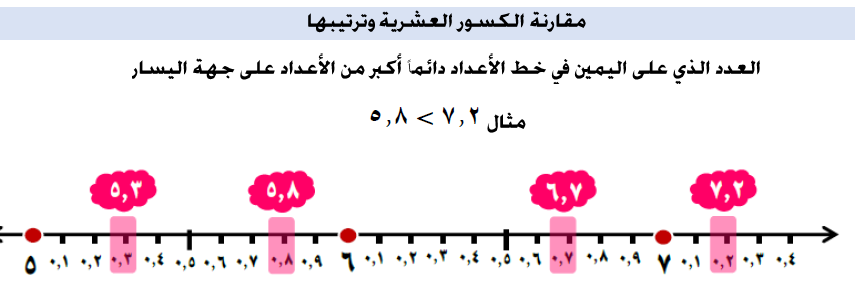 مقارنة الكسور العشرية وترتيبها
العدد الذي على اليمين في خط الأعداد دائماً أكبر من الأعداد على جهة اليسار
مثال ٥,٨ < ٧,٢
٥,٣ ٥,٨ ٦,٧ ٧,٢
٥ ٠,١ ٠,٢ ٠,٣ ٠,٤ ٠,٥ ٠,٦ ٠,٧ ٠,٨ ٠,٩ ٦ ٠,١ ٠,٢ ٠,٣ ٠,٤ ٠,٥ ٠,٦ ٠,٧ ٠,٨ ٠,٩ ٧ ٠,١ ٠,٢ ٠,٣ ٠,٤